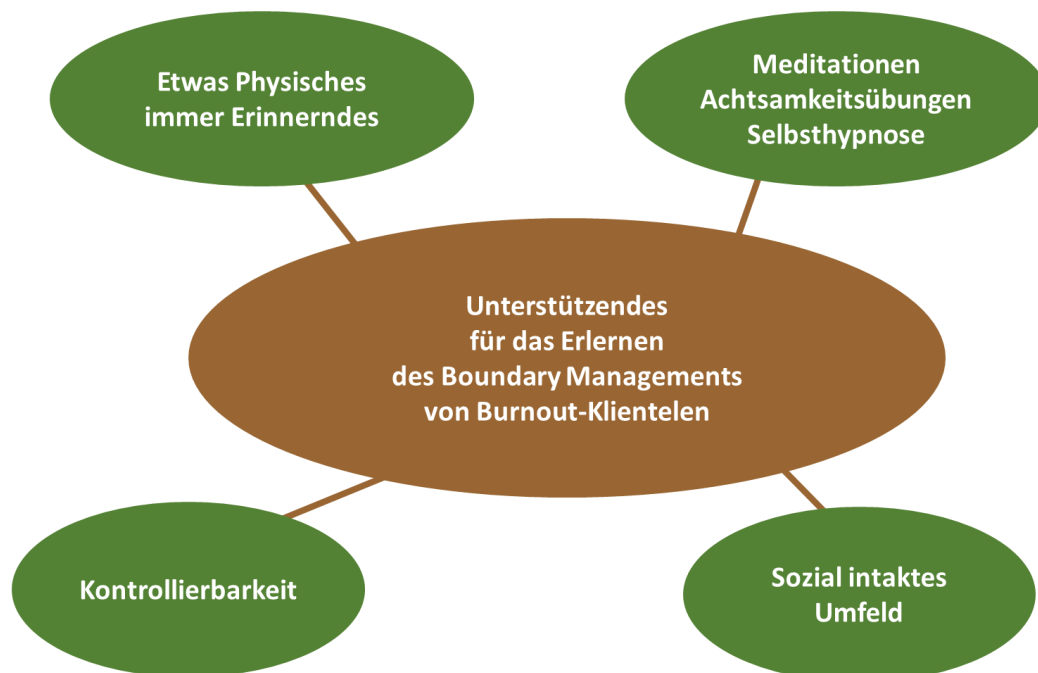 Etwas Physisches
immer Erinnerndes
Meditationen
Achtsamkeitsübungen
Selbsthypnose
Unterstützendes
für das Erlernen
des Boundary Managements
von Burnout-Klientelen
Kontrollierbarkeit
Sozial intaktes
Umfeld